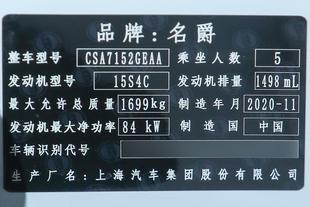 品牌:名爵
整车型号 CSA7152GEAA 乘坐人数 5
发动机型号 15S4C 发动机排量 1498 mL
最大允许总质量 1699kg 制造年月 2020-11
发动机最大净功率 84 kW 制造国 中国
车辆识别代号
生产厂名:上海汽车集团股份有限公司